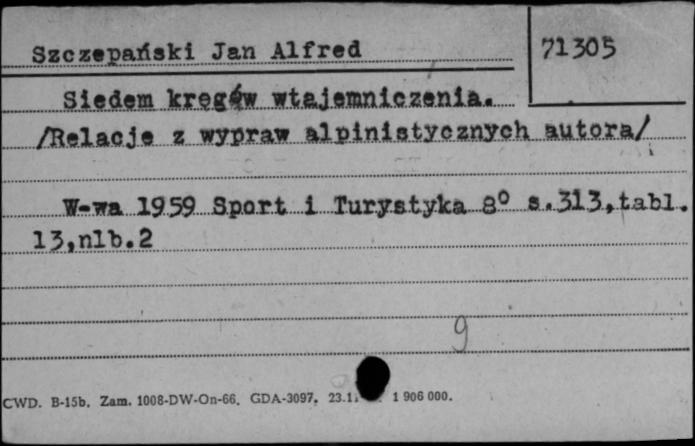 Szczepański Jan Alfred
71305
Siedem kręgów wtajemniczenia.
/Relacje z wypraw alpinistycznych autora/
W-wa 1959 Sport i Turystyka 8° s.313,tabl.
13,nlb.2
9
CWD. B-15b. Zam. 1008-DW-On-66. GDA-3097. 1 906 000.